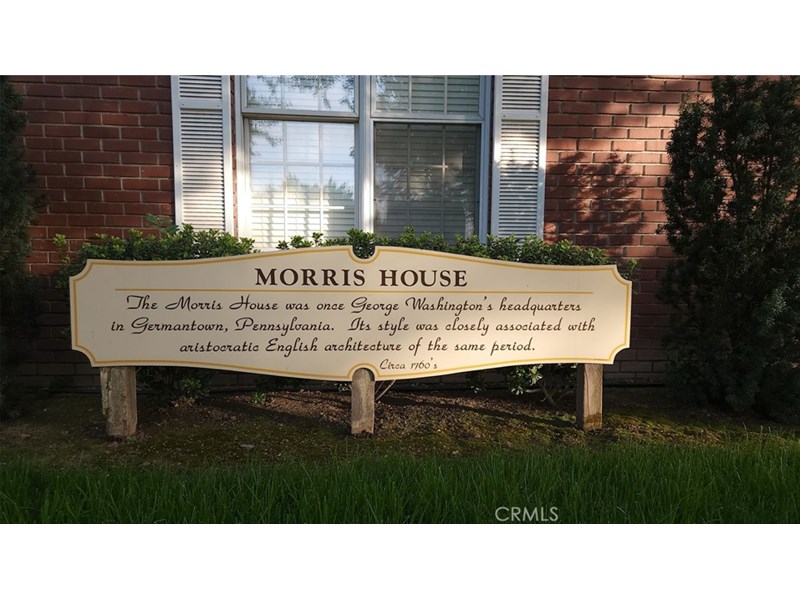 MORRIS HOUSE
The Morris House was once George Washington's headquarters
in Germantown, Pennsylvania. Its style was closely associated with
aristocratic English architecture of the same period.
Circa 1760's
CRMLS